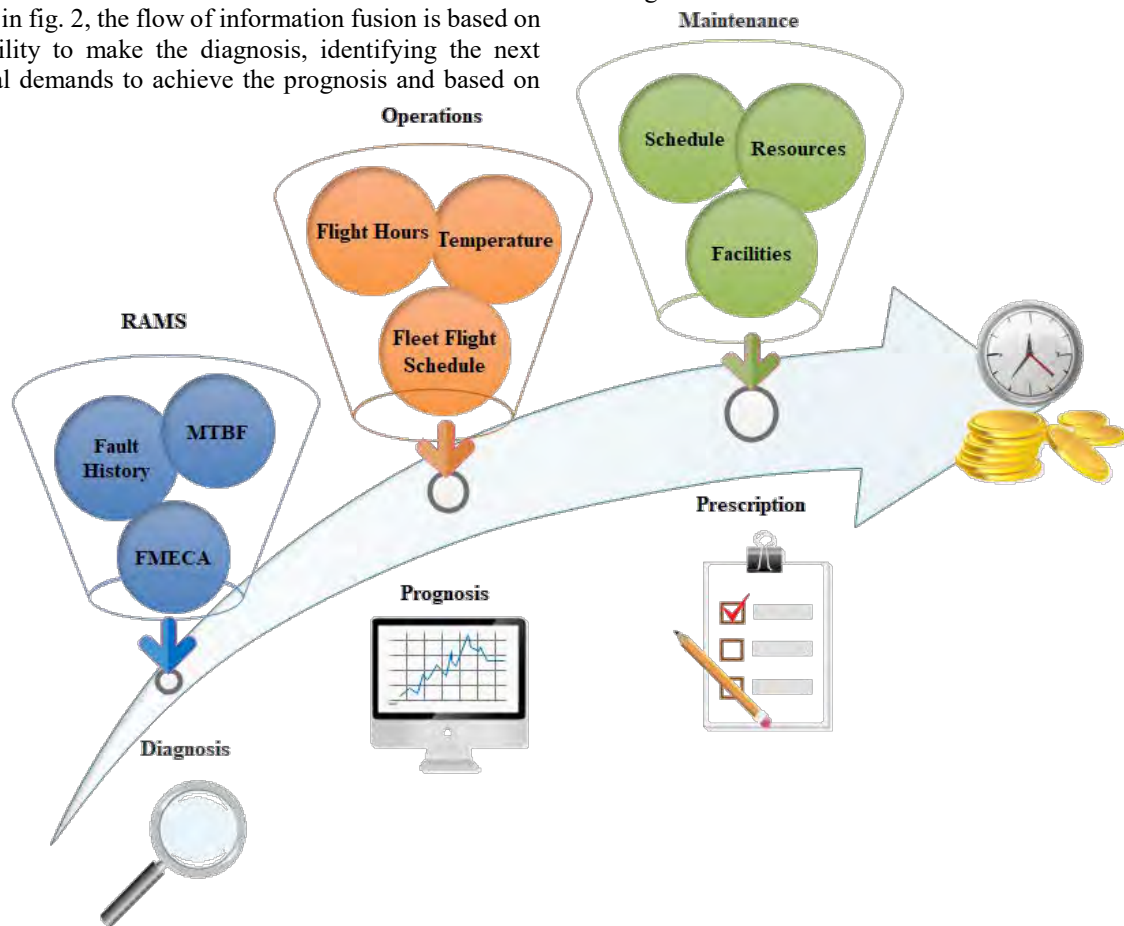 in fig. 2, the flow of information fusion is based on
to make the diagnosis, identifying the next
demands to achieve the prognosis and based on
Maintenance
Schedule
Resources
Facilities
Operations
Flight Hours
Temperature
Fleet Flight
Schedule
RAMS
Fault
History
MTBF
FMECA
Prescription
Prognosis
Diagnosis